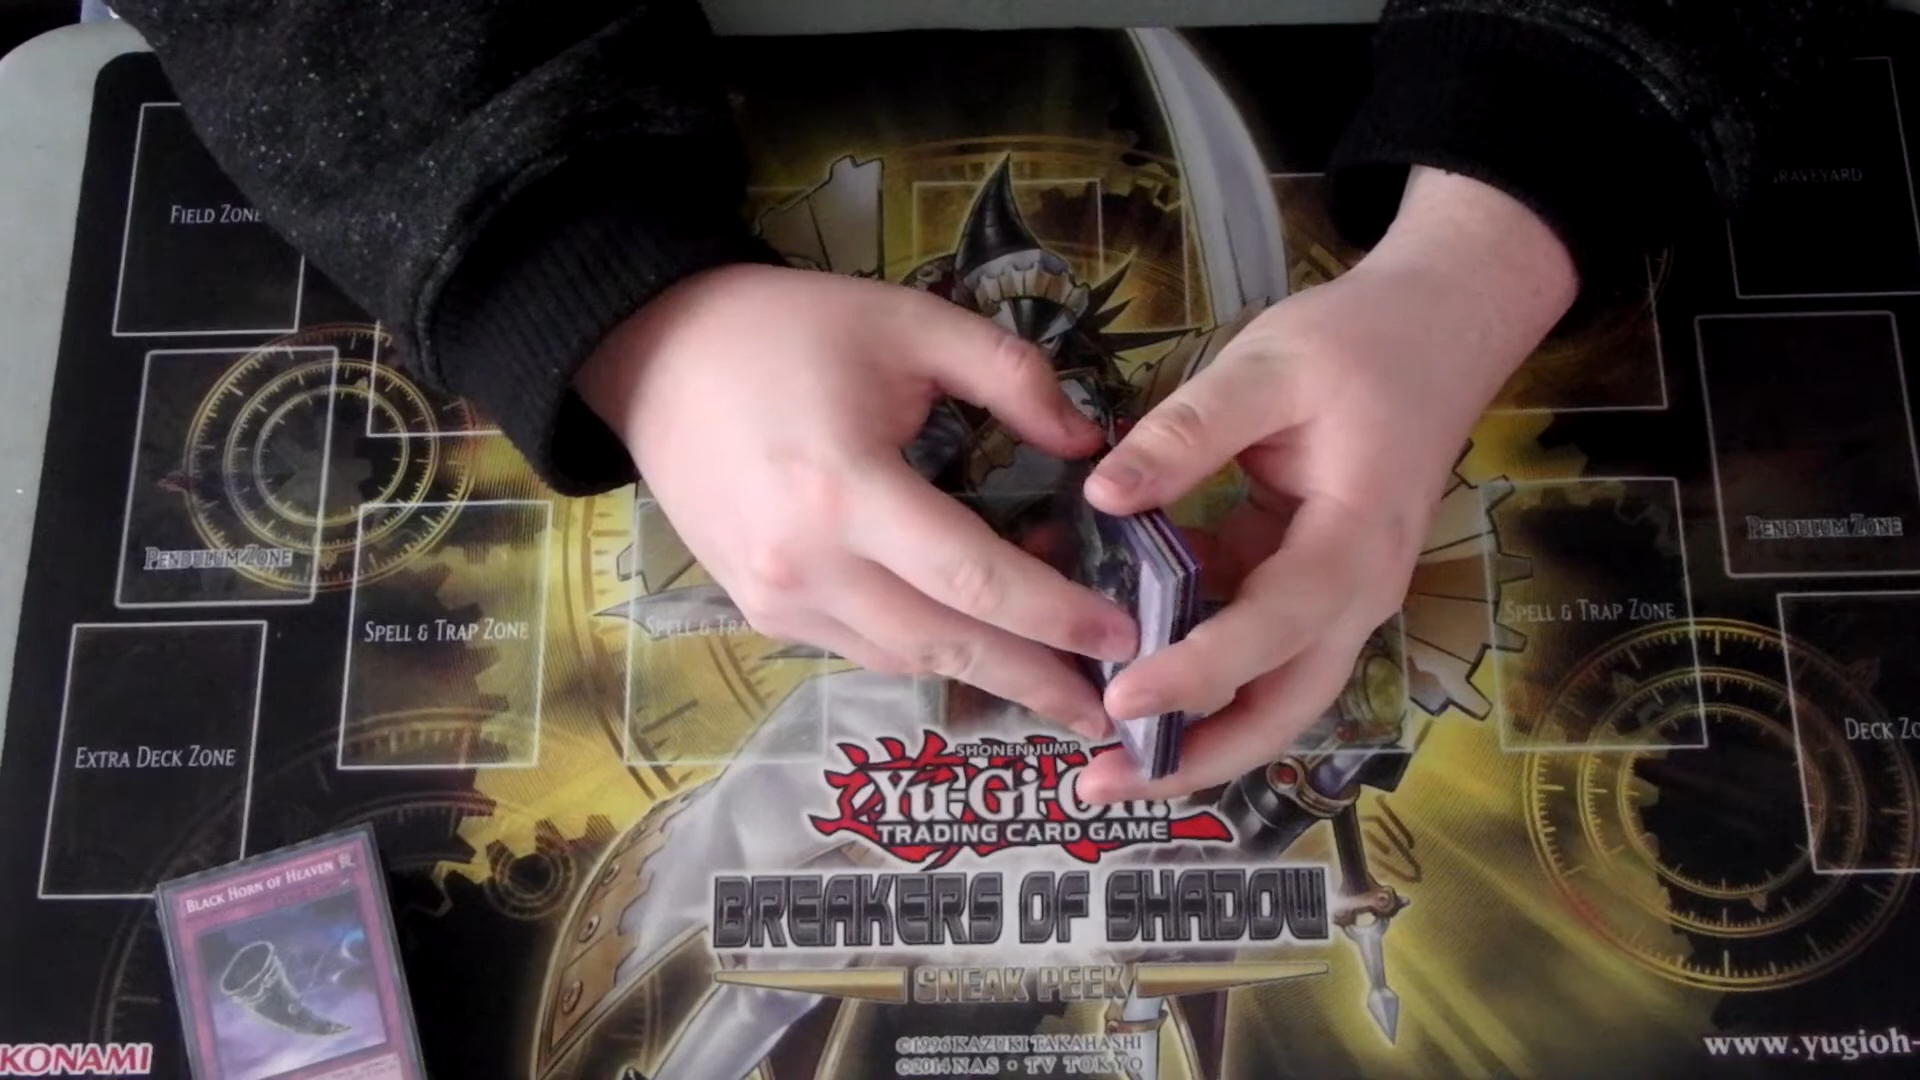 FIELD ZONE
GRAVEYARD
PENDULUM ZONE
PENDULUM ZONE
SPELL & TRAP ZONE
SPELL & TRA
SPELL & TRAP ZONE
EXTRA DECK ZONE
DECK ZO
SHONEN JUMP
Yu-Gi-Oh!
TRADING CARD GAME
BREAKERS OF SHADOW
SNEAK PEEK
BLACK HORN OF HEAVEN
©1996 KAZUKI TAKAHASHI
©2014 NAS • TV TOKYO
KONAMI
www.yugioh-